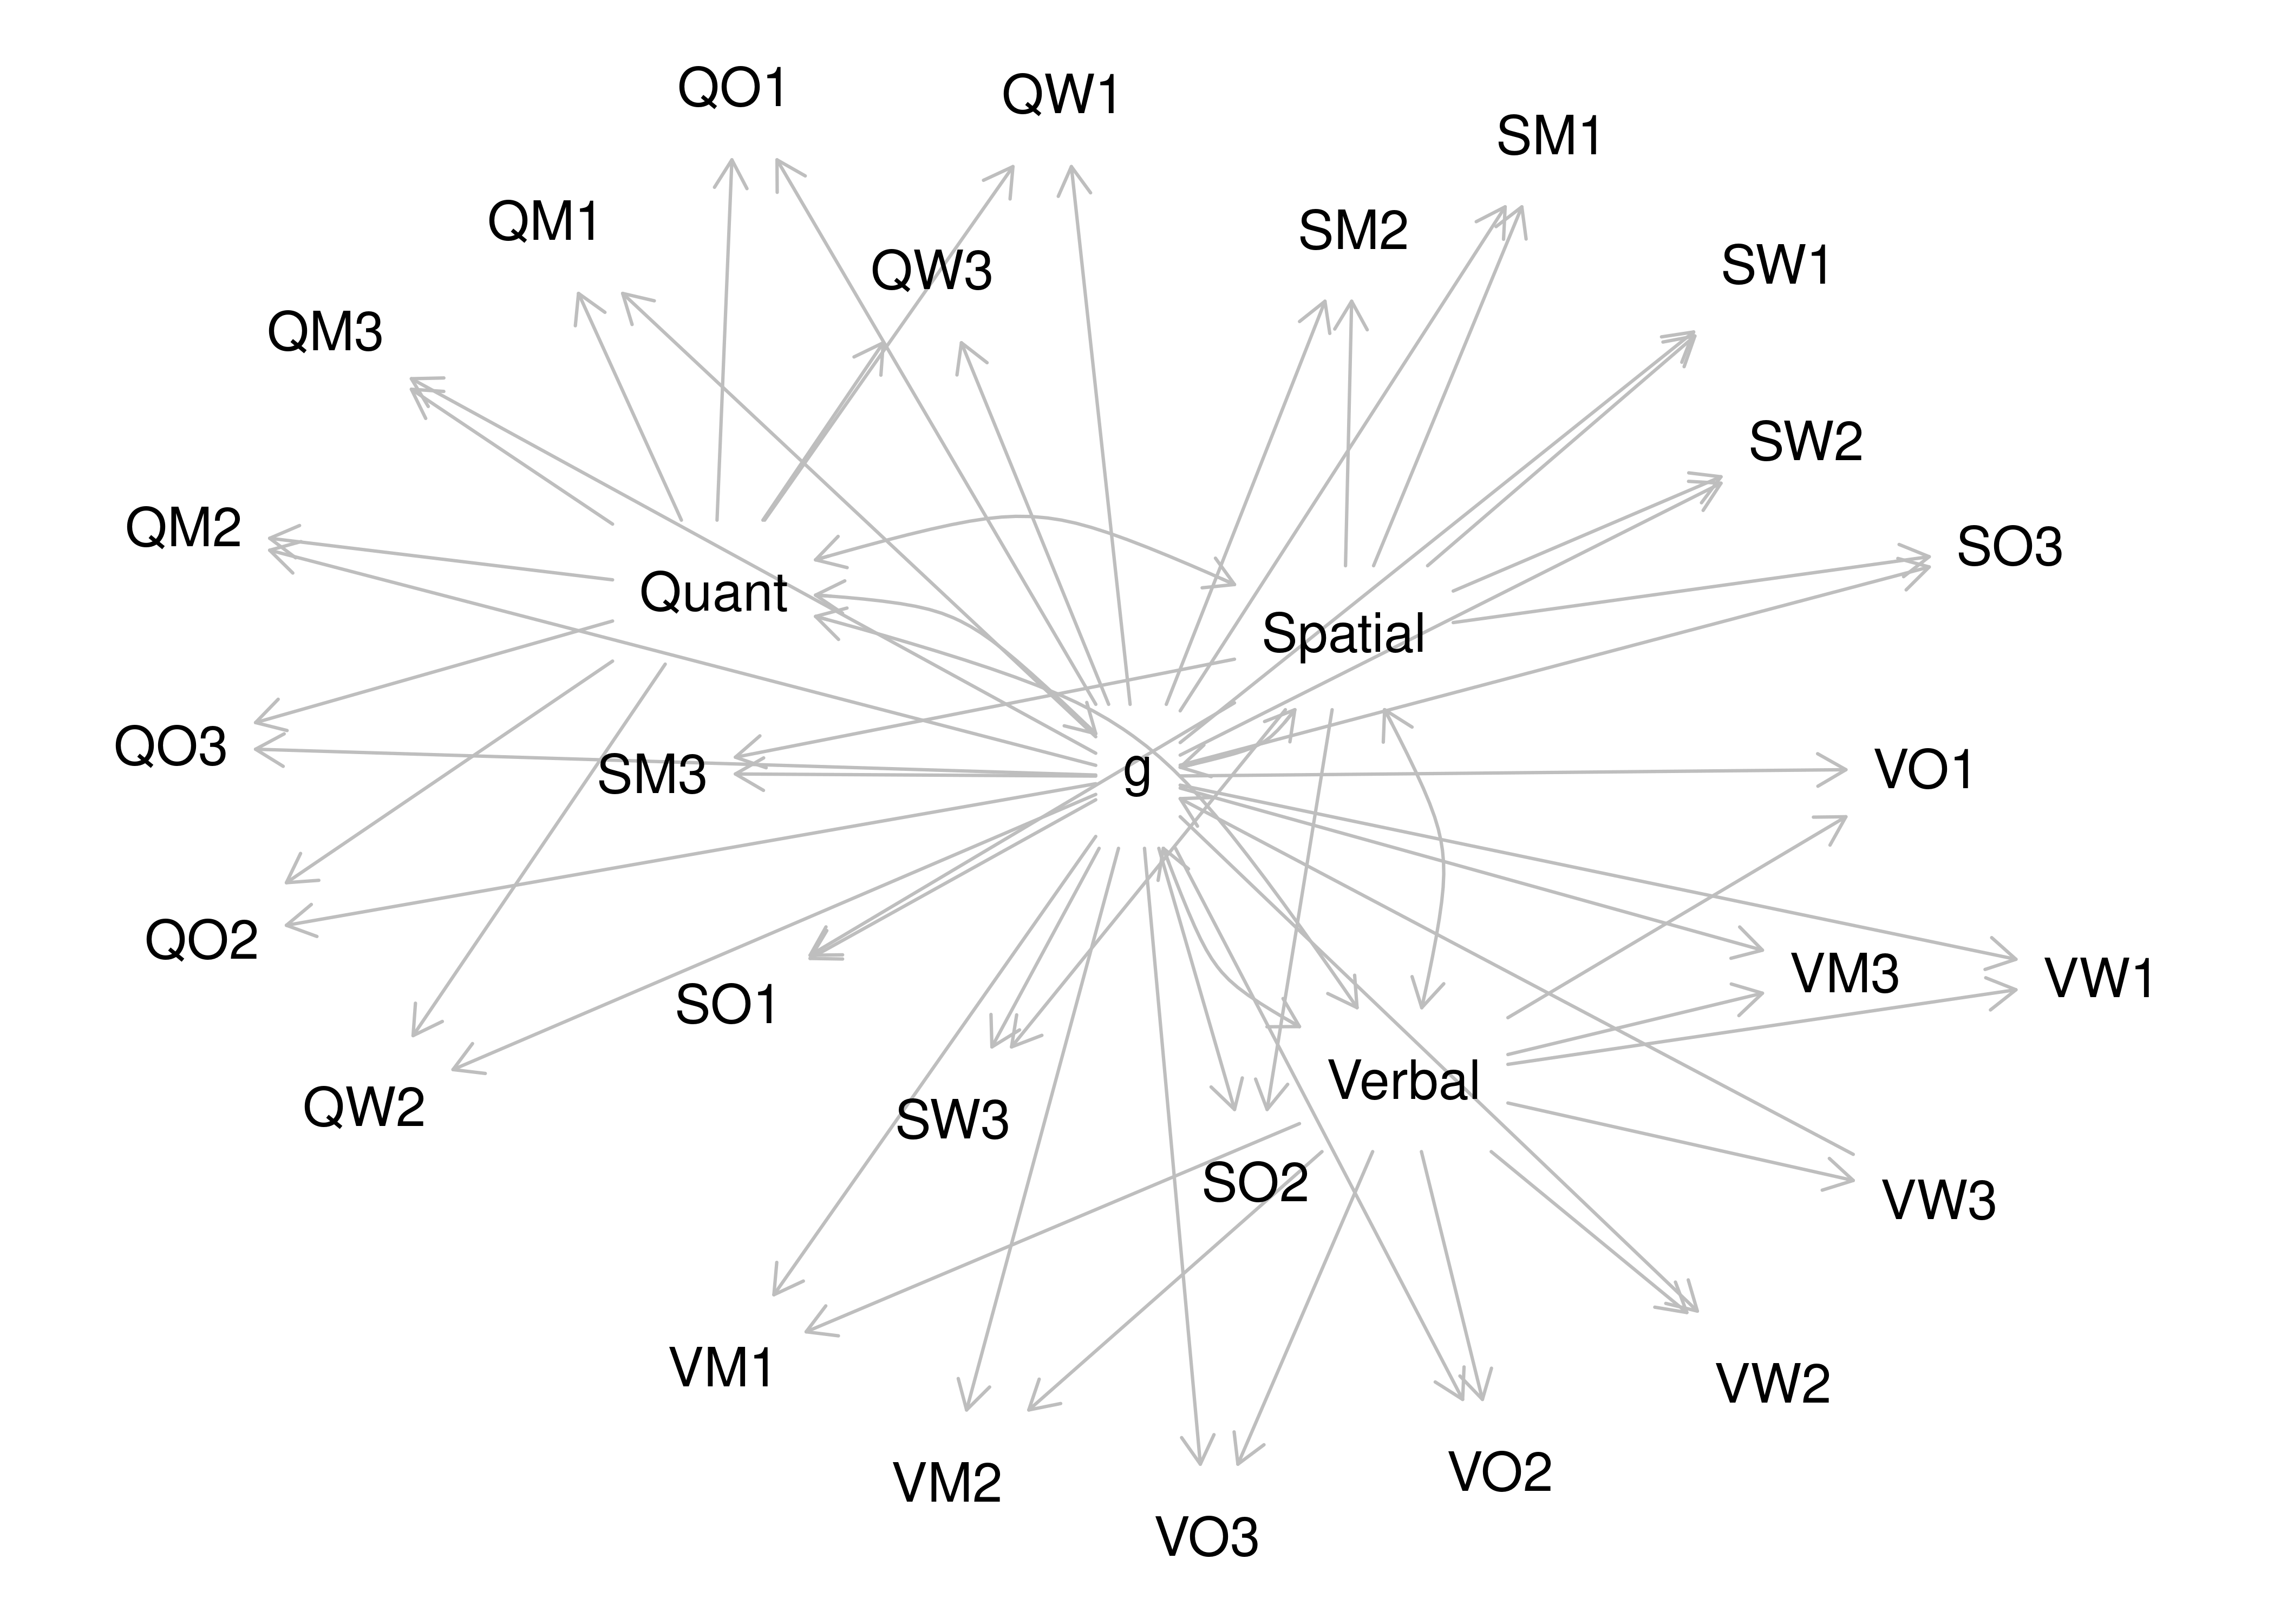 QO1
QW1
SM1
QM1
SM2
QW3
SW1
QM3
SW2
QM2
SO3
Quant
Spatial
QO3
SM3
g
VO1
QO2
VM3
VW1
SO1
Verbal
QW2
SW3
SO2
VW3
VM1
VW2
VM2
VO2
VO3